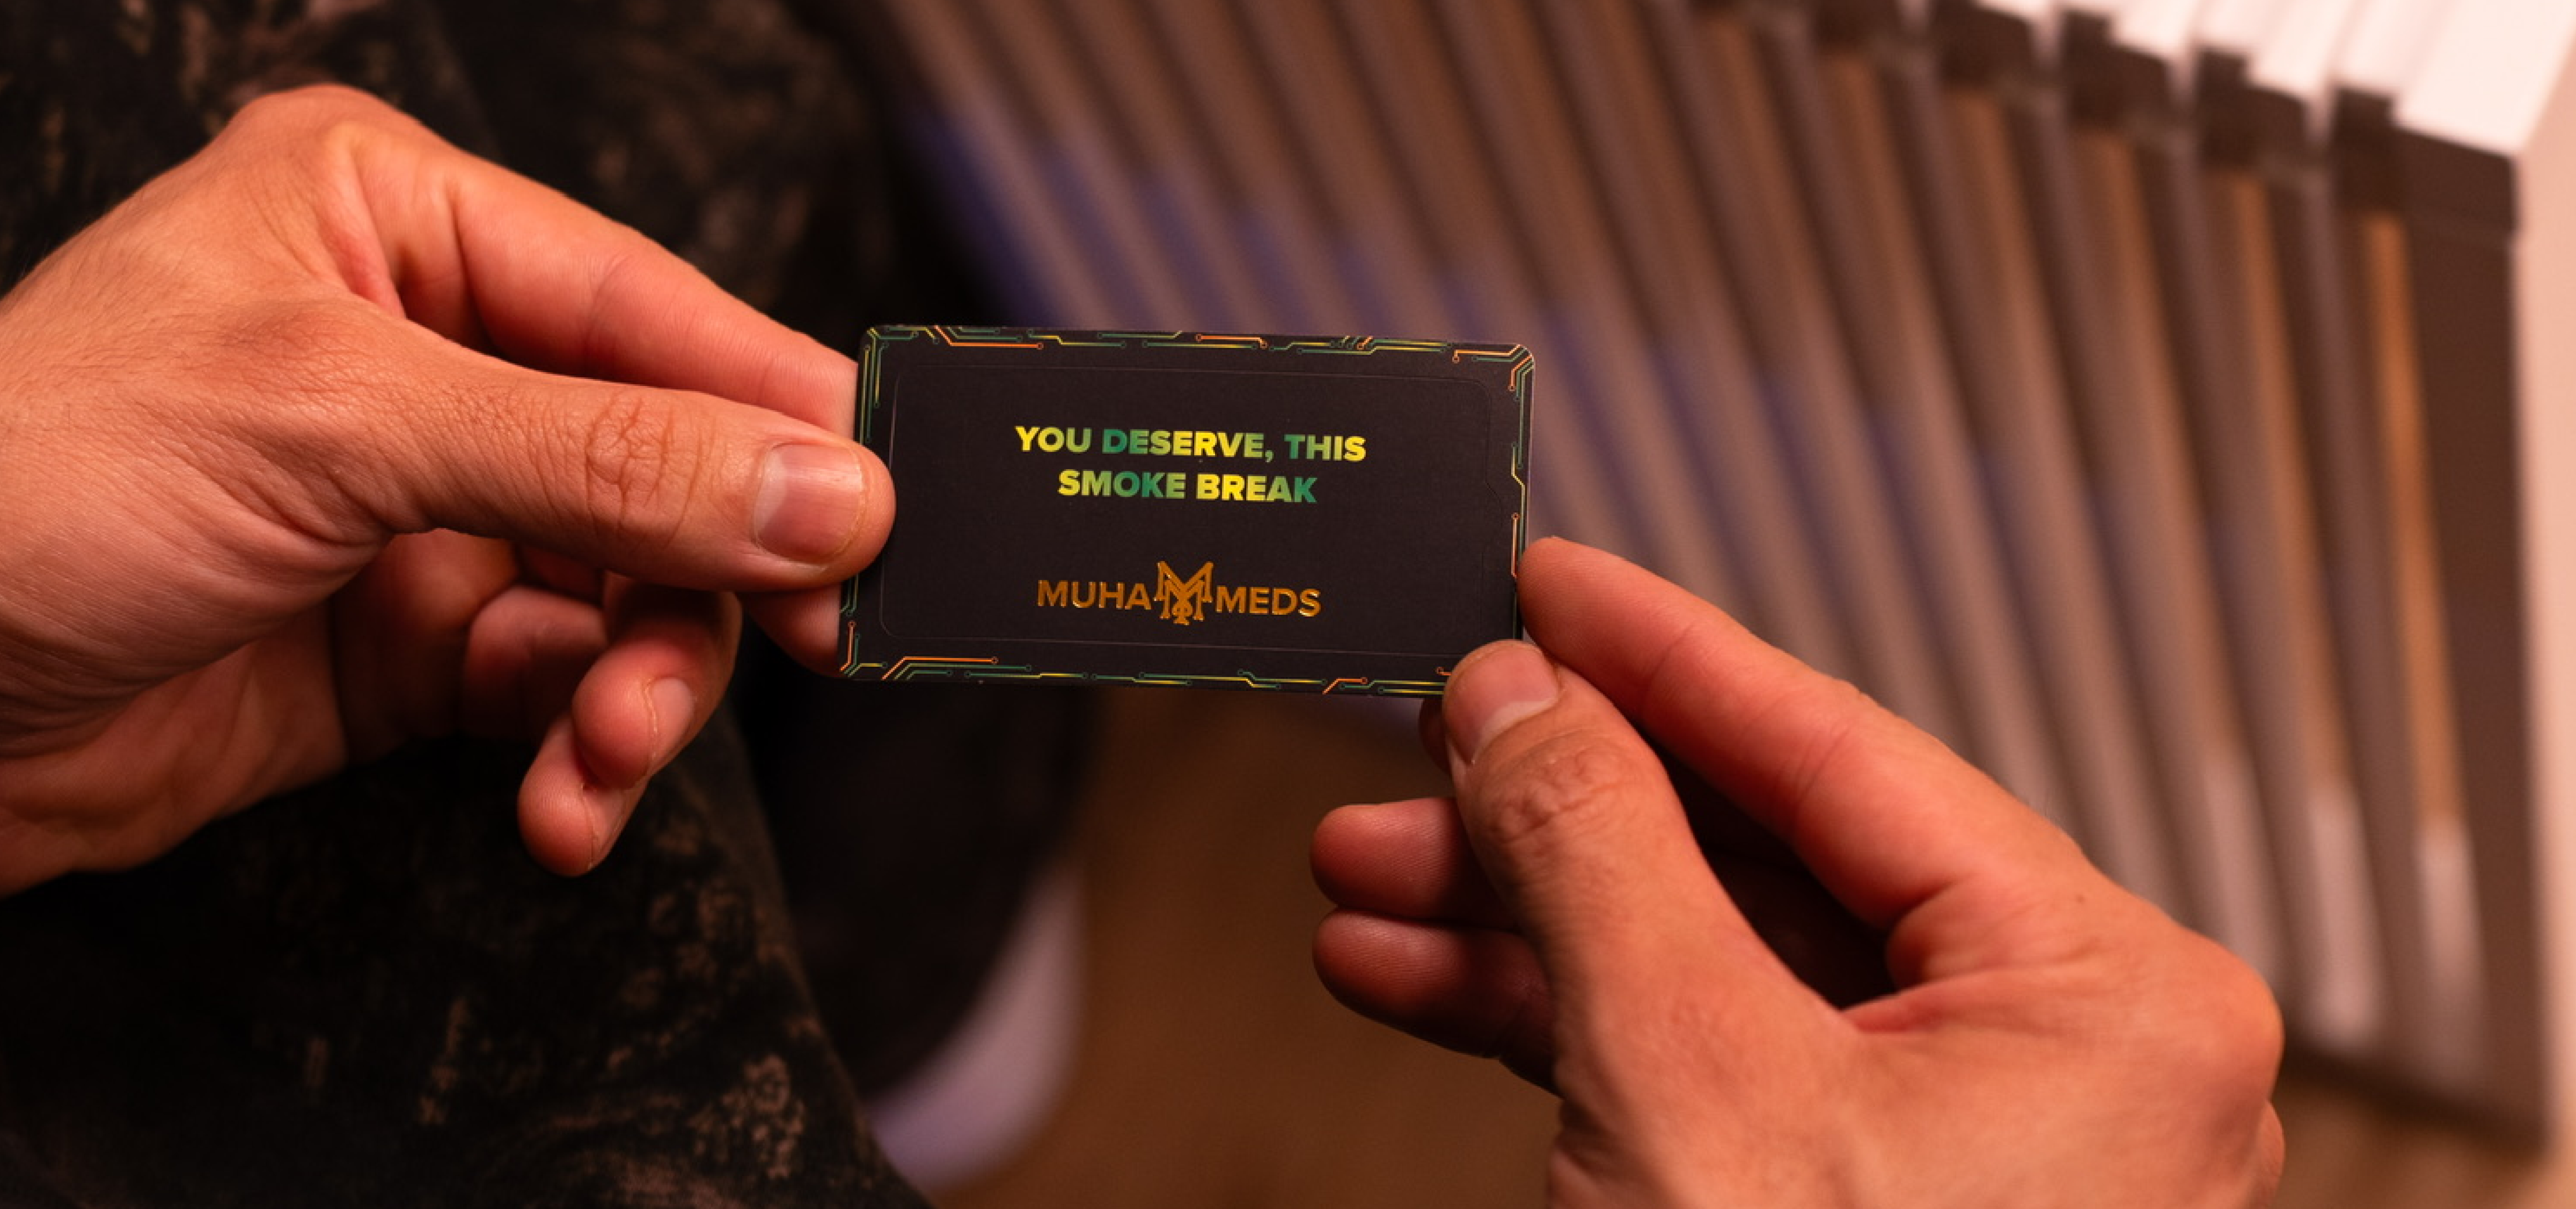 YOU DESERVE, THIS
SMOKE BREAK
MUHA MEDS